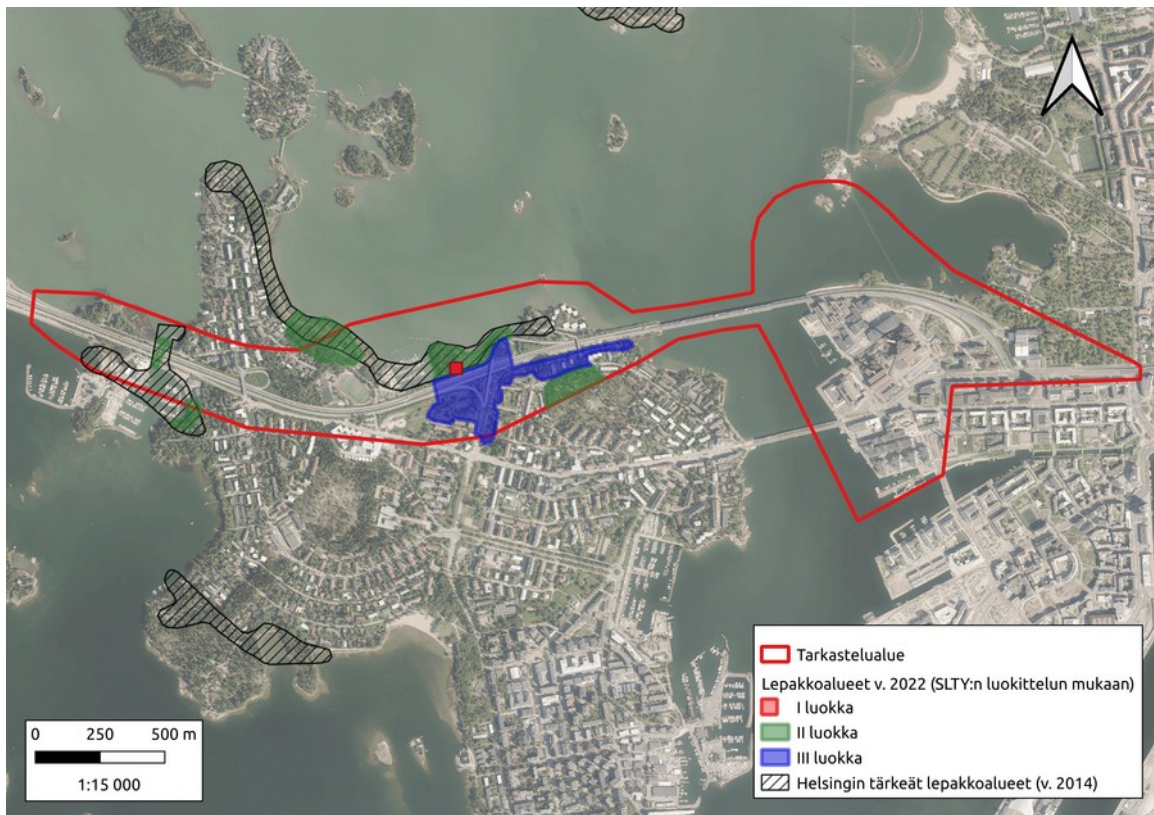 Tarkastelualue
Lepakkoalueet v. 2022 (SLTY:n luokittelun mukaan)
I luokka
II luokka
III luokka
Helsingin tärkeät lepakkoalueet (v. 2014)
0 250 500 m
1:15 000